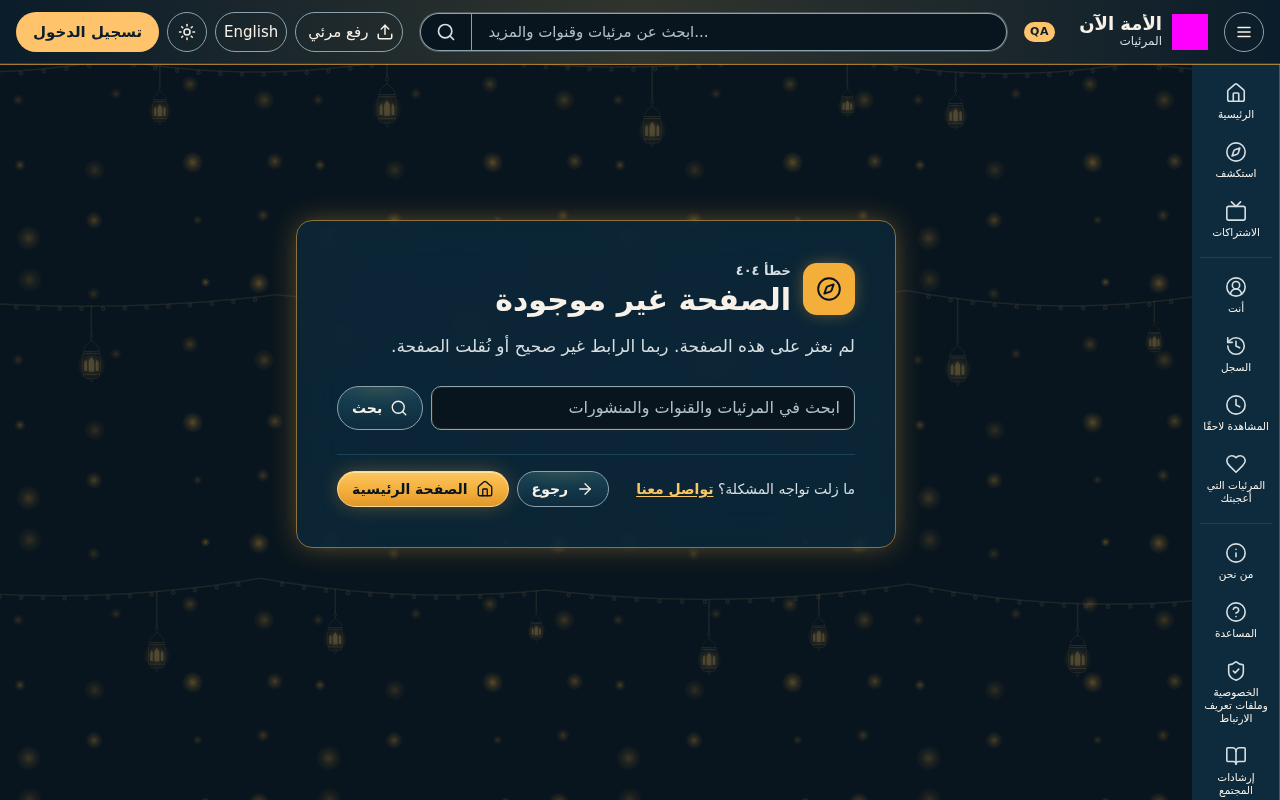 الأمة الآن
المرئيات
QA
ابحث عن مرئيات وقنوات والمزيد...
رفع مرئي
English
تسجيل الدخول
الرئيسية
استكشف
الاشتراكات
أنت
السجل
المشاهدة لاحقًا
المرئيات التي
أعجبتك
من نحن
المساعدة
الخصوصية
وملفات تعريف
الارتباط
إرشادات
المجتمع
خطأ ٤٠٤
الصفحة غير موجودة
لم نعثر على هذه الصفحة. ربما الرابط غير صحيح أو نُقلت الصفحة.
ابحث في المرئيات والقنوات والمنشورات
بحث
ما زلت تواجه المشكلة؟ تواصل معنا
رجوع
الصفحة الرئيسية